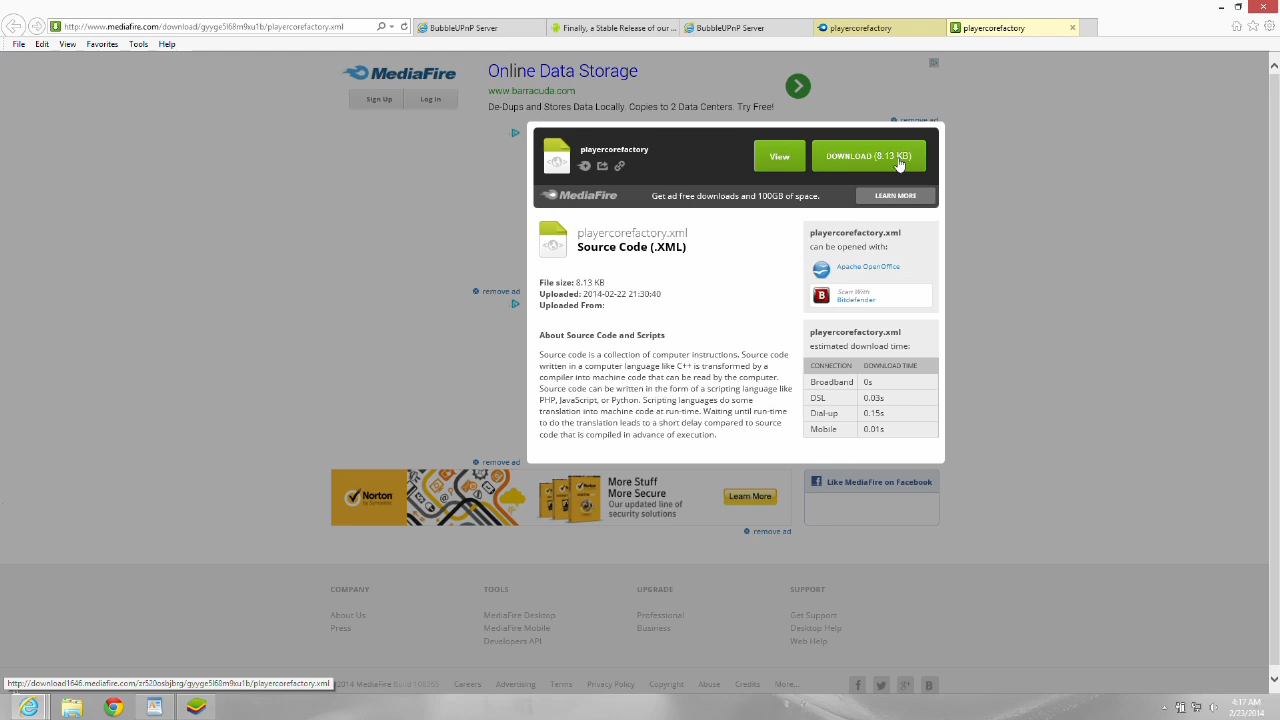 http://www.mediafire.com/download/gyyge5l68m9xu1b/playercorefactory.xml
BubbleUPnP Server
Finally, a Stable Release of our ...
BubbleUPnP Server
playercorefactory
playercorefactory
File Edit View Favorites Tools Help
MediaFire
Sign Up
Log In
Online Data Storage
www.barracuda.com
De-Dups and Stores Data Locally. Copies to 2 Data Centers. Try Free!
remove ad
playercorefactory
View
DOWNLOAD (8.13 KB)
MediaFire
Get ad free downloads and 100GB of space.
LEARN MORE
playercorefactory.xml
Source Code (.XML)
File size: 8.13 KB
Uploaded: 2014-02-22 21:30:40
Uploaded From:
About Source Code and Scripts
Source code is a collection of computer instructions. Source code
written in a computer language like C++ is transformed by a
compiler into machine code that can be read by the computer.
Source code can be written in the form of a scripting language like
PHP, JavaScript, or Python. Scripting languages do some
translation into machine code at run-time. Waiting until run-time
to do the translation leads to a short delay compared to source
code that is compiled in advance of execution.
playercorefactory.xml
can be opened with:
Apache OpenOffice
B
Scan With
Bitdefender
playercorefactory.xml
estimated download time:
CONNECTION DOWNLOAD TIME
Broadband 0s
DSL 0.03s
Dial-up 0.15s
Mobile 0.01s
remove ad
remove ad
Norton
by Symantec
More Stuff
More Secure
Our updated line of
security solutions
Learn More
remove ad
Like MediaFire on Facebook
COMPANY
About Us
Press
TOOLS
MediaFire Desktop
MediaFire Mobile
Developers API
UPGRADE
Professional
Business
SUPPORT
Get Support
Desktop Help
Web Help
http://download1646.mediafire.com/zr520osbjbrg/gyyge5l68m9xu1b/playercorefactory.xml
©2014 MediaFire Build 108355 Careers Advertising Terms Privacy Policy Copyright Abuse Credits More...
4:17 AM
2/23/2014